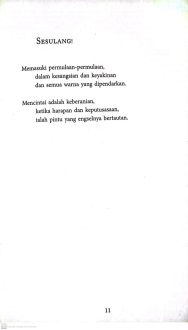 SESULANG!
Memasuki permulaan-permulaan,
dalam kesangsian dan keyakinan
dan semua warna yang dipendarkan.
Mencintai adalah keberanian,
ketika harapan dan keputusasaan,
ialah pintu yang engselnya bertautan.
11